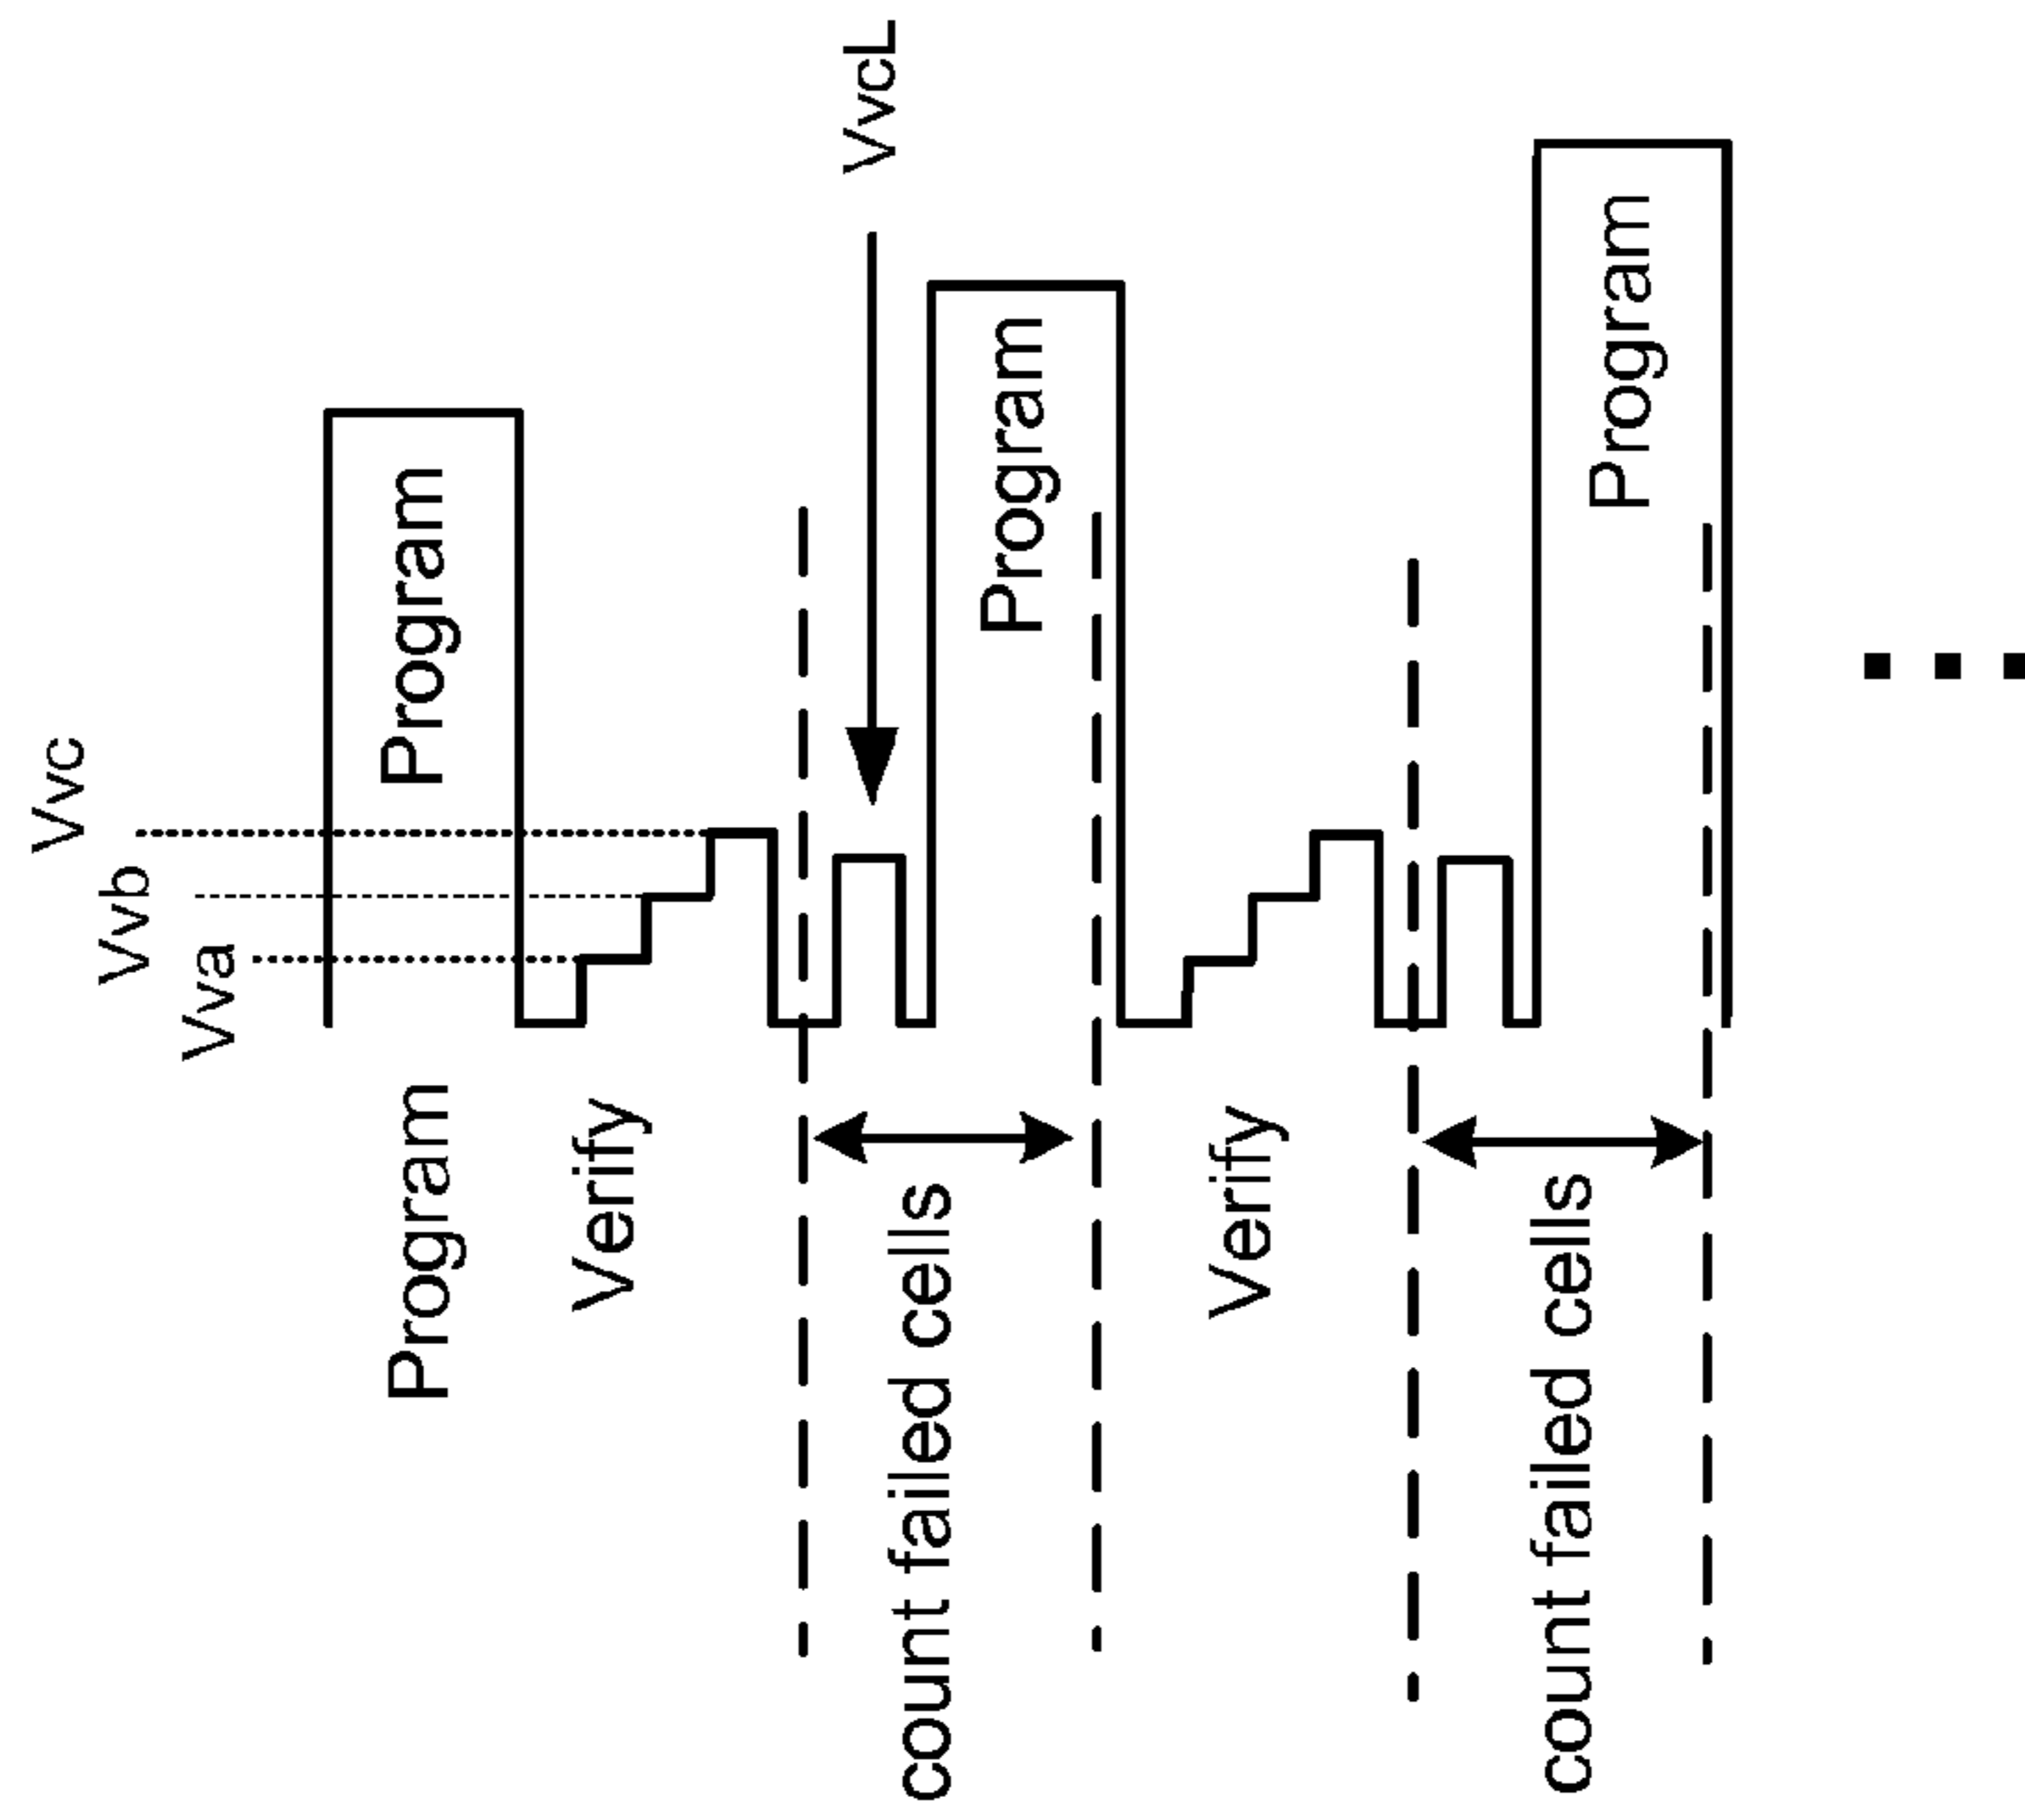 VvcL
Vvc
Vvb
Vva
Program
Program
Program
Program
Verify
count failed cells
Verify
count failed cells